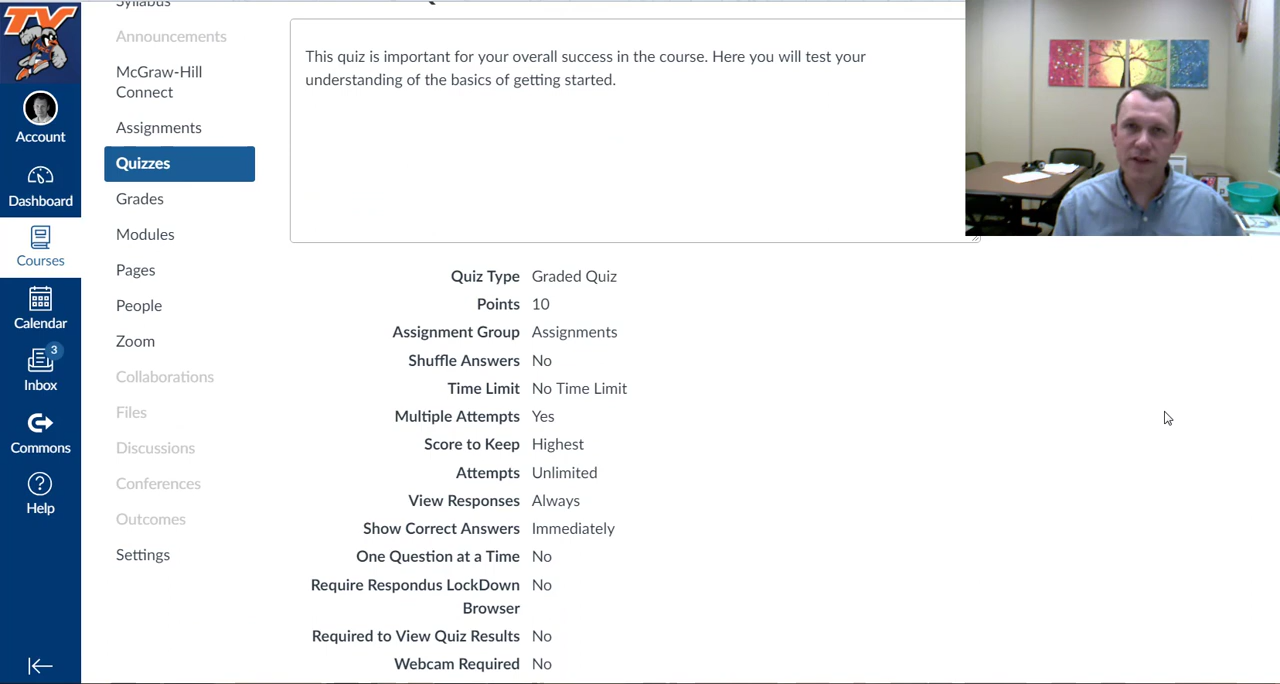 TV
Account
Dashboard
Courses
Calendar
3
Inbox
Commons
Help
Syllabus
Announcements
McGraw-Hill
Connect
Assignments
Quizzes
Grades
Modules
Pages
People
Zoom
Collaborations
Files
Discussions
Conferences
Outcomes
Settings
This quiz is important for your overall success in the course. Here you will test your
understanding of the basics of getting started.
Quiz Type Graded Quiz
Points 10
Assignment Group Assignments
Shuffle Answers No
Time Limit No Time Limit
Multiple Attempts Yes
Score to Keep Highest
Attempts Unlimited
View Responses Always
Show Correct Answers Immediately
One Question at a Time No
Require Respondus LockDown No
Browser
Required to View Quiz Results No
Webcam Required No